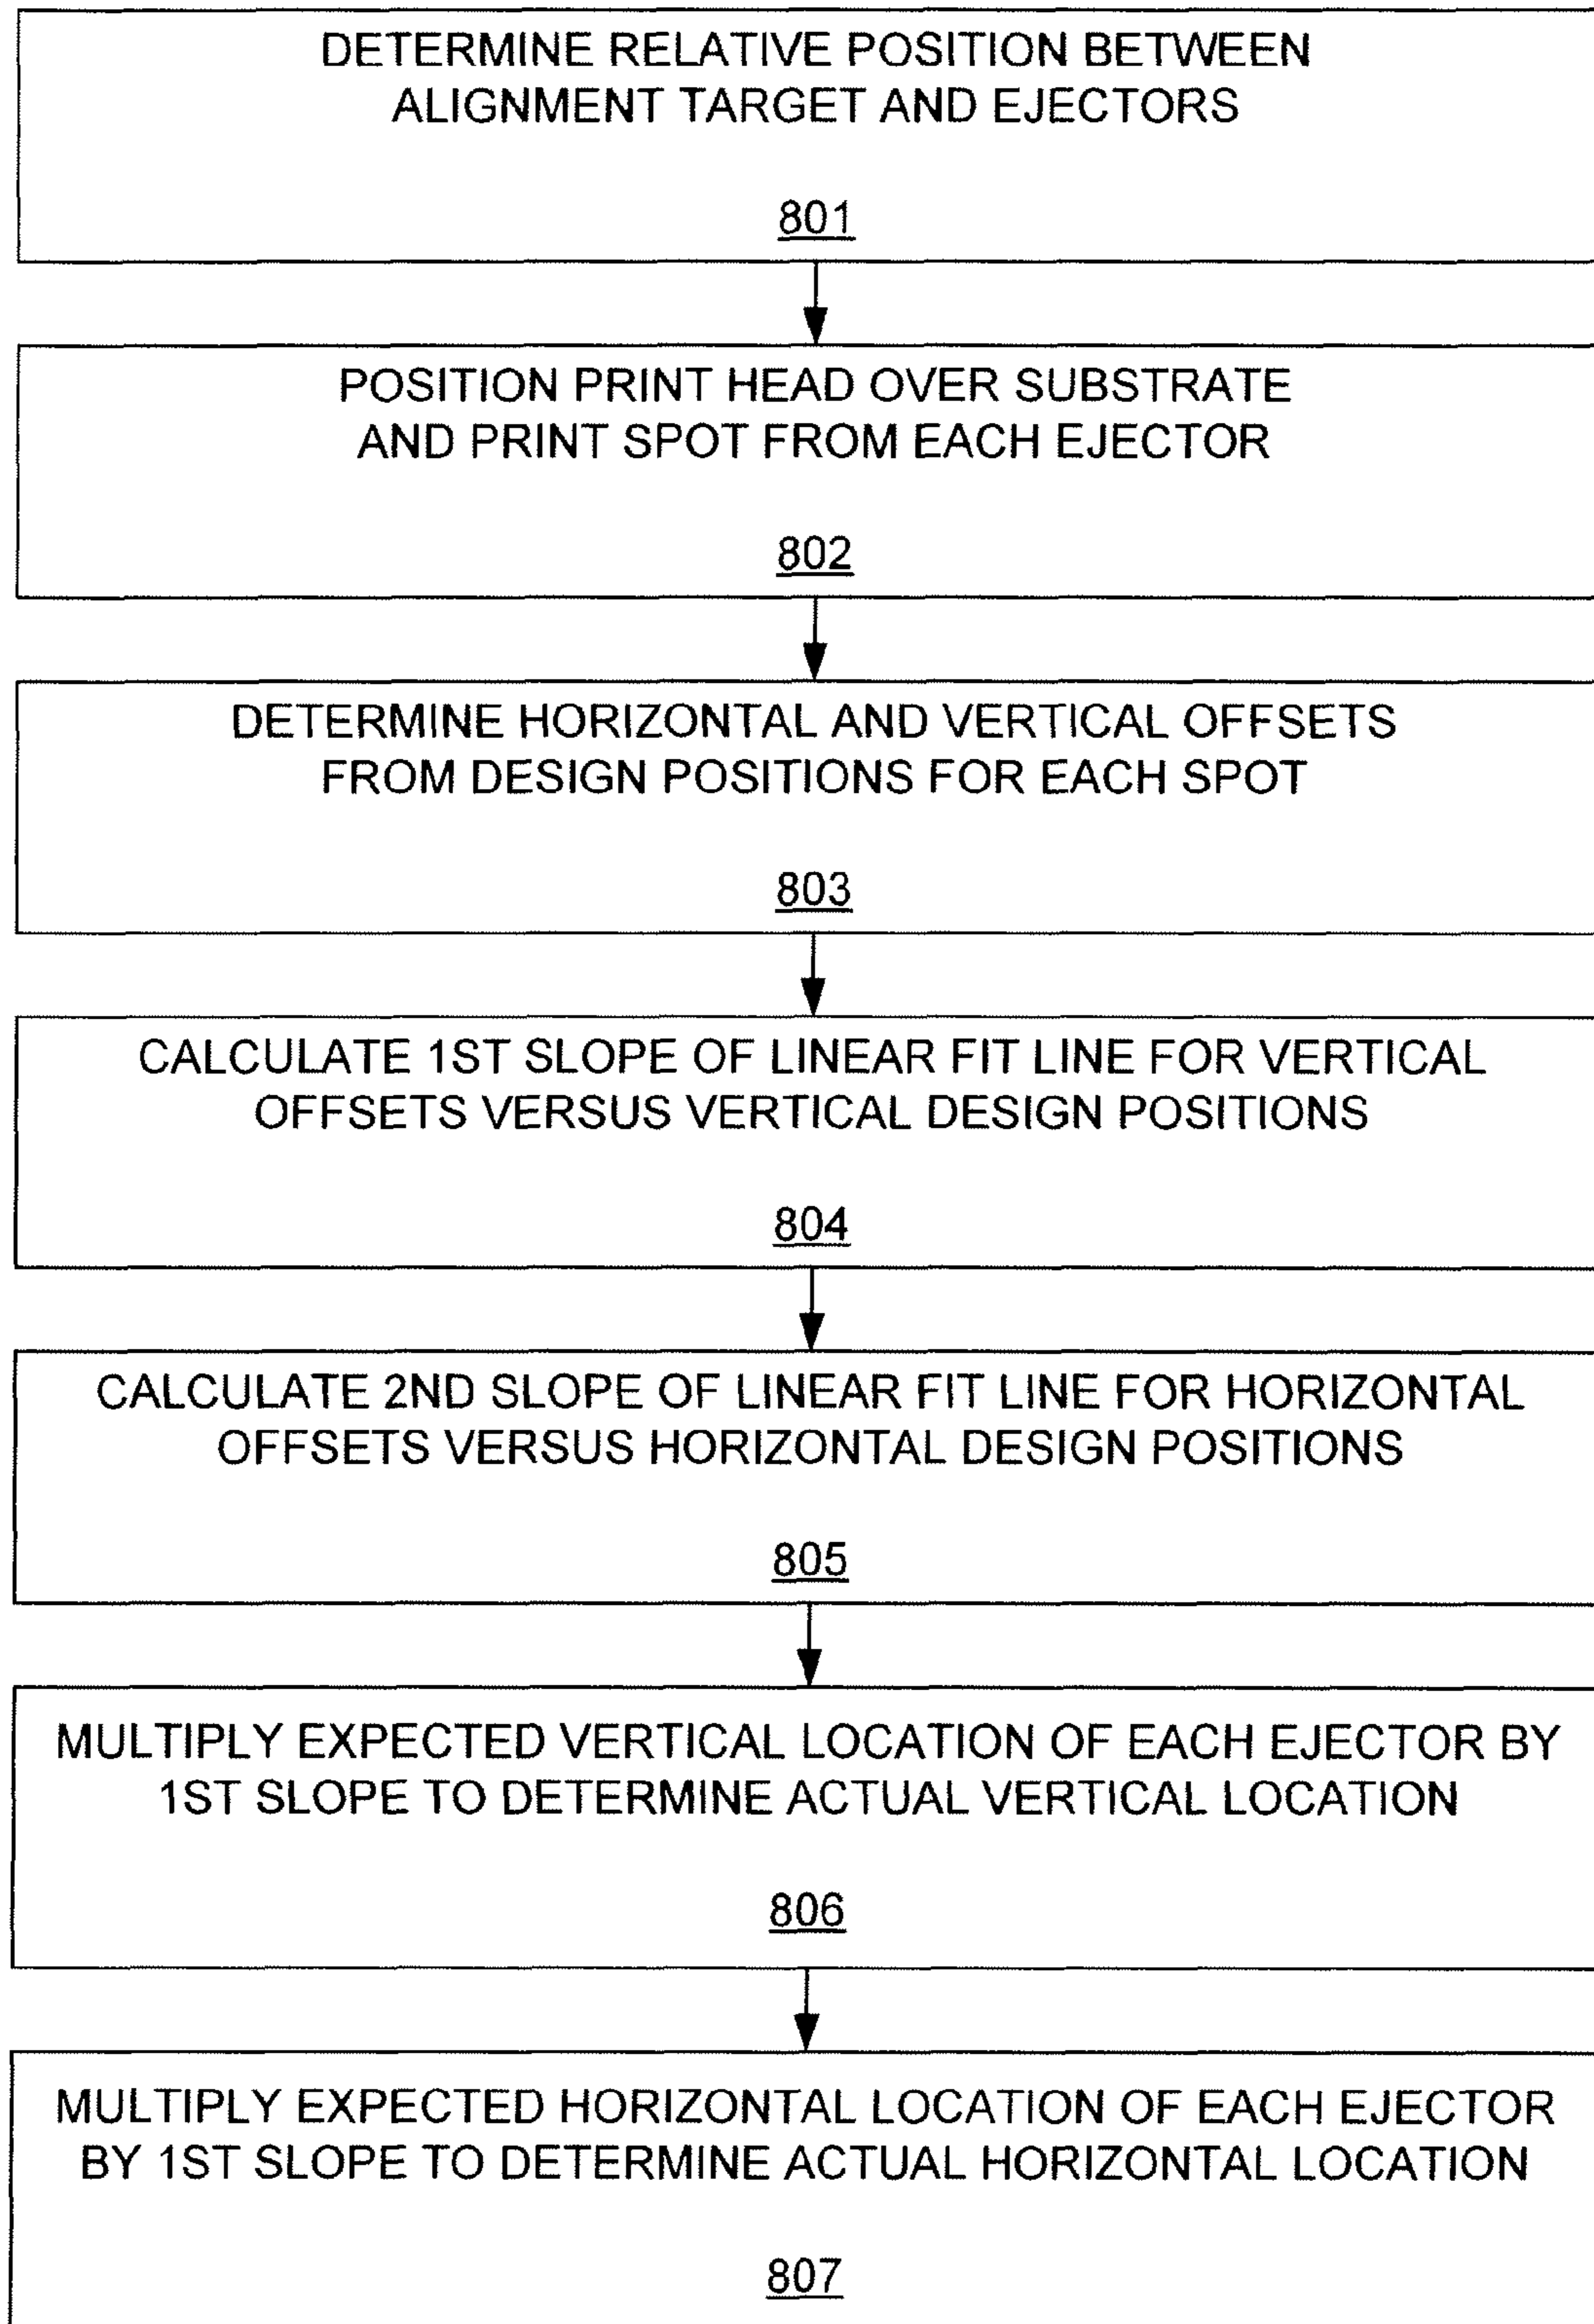 DETERMINE RELATIVE POSITION BETWEEN
ALIGNMENT TARGET AND EJECTORS
801
POSITION PRINT HEAD OVER SUBSTRATE
AND PRINT SPOT FROM EACH EJECTOR
802
DETERMINE HORIZONTAL AND VERTICAL OFFSETS
FROM DESIGN POSITIONS FOR EACH SPOT
803
CALCULATE 1ST SLOPE OF LINEAR FIT LINE FOR VERTICAL
OFFSETS VERSUS VERTICAL DESIGN POSITIONS
804
CALCULATE 2ND SLOPE OF LINEAR FIT LINE FOR HORIZONTAL
OFFSETS VERSUS HORIZONTAL DESIGN POSITIONS
805
MULTIPLY EXPECTED VERTICAL LOCATION OF EACH EJECTOR BY
1ST SLOPE TO DETERMINE ACTUAL VERTICAL LOCATION
806
MULTIPLY EXPECTED HORIZONTAL LOCATION OF EACH EJECTOR
BY 1ST SLOPE TO DETERMINE ACTUAL HORIZONTAL LOCATION
807